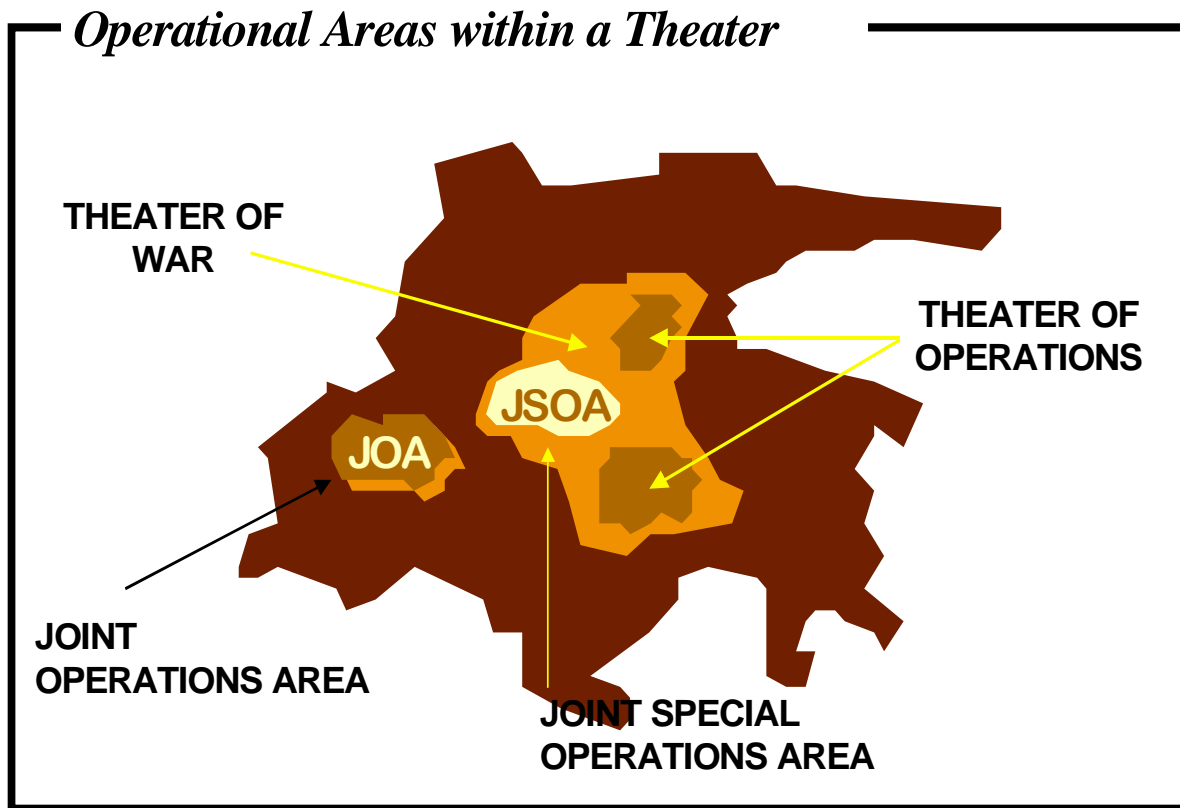 Operational Areas within a Theater
THEATER OF
WAR
THEATER OF
OPERATIONS
JSOA
JOA
JOINT
OPERATIONS AREA
JOINT SPECIAL
OPERATIONS AREA